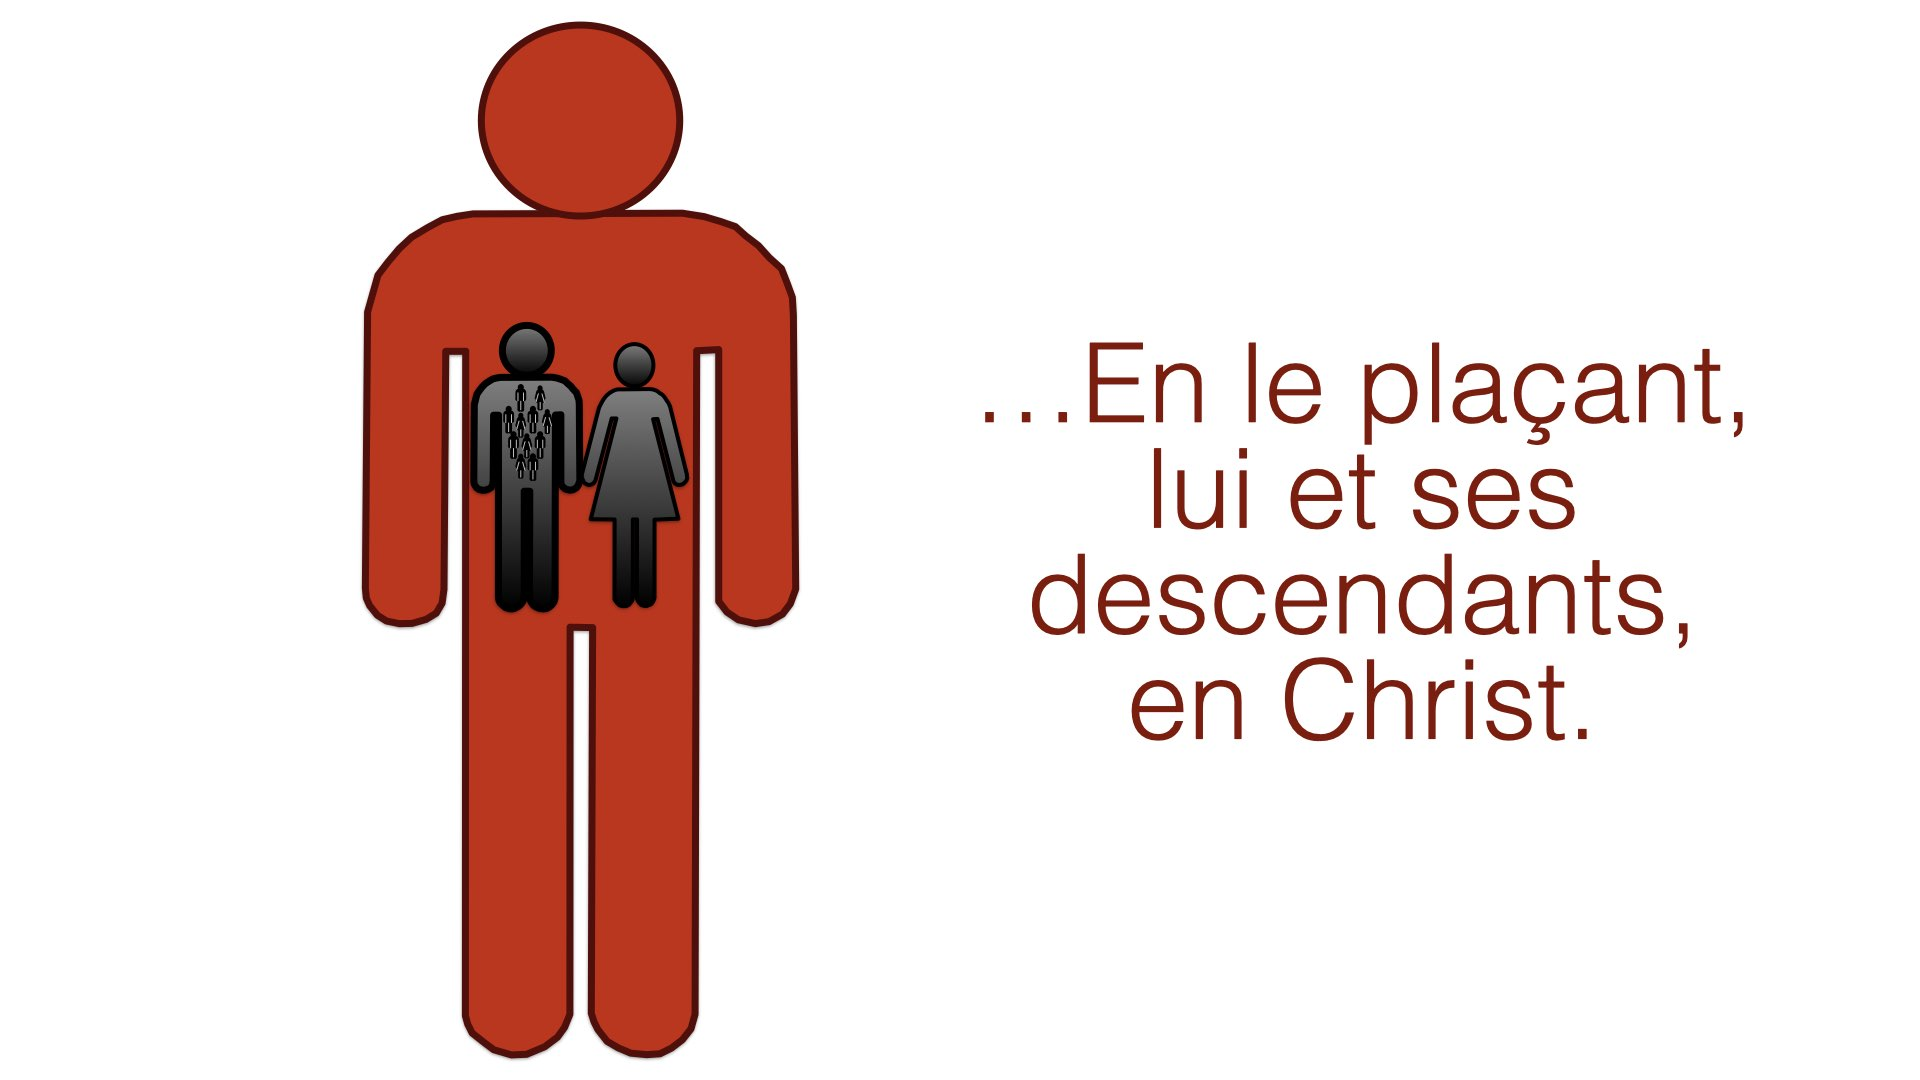 …En le plaçant,
lui et ses
descendants,
en Christ.